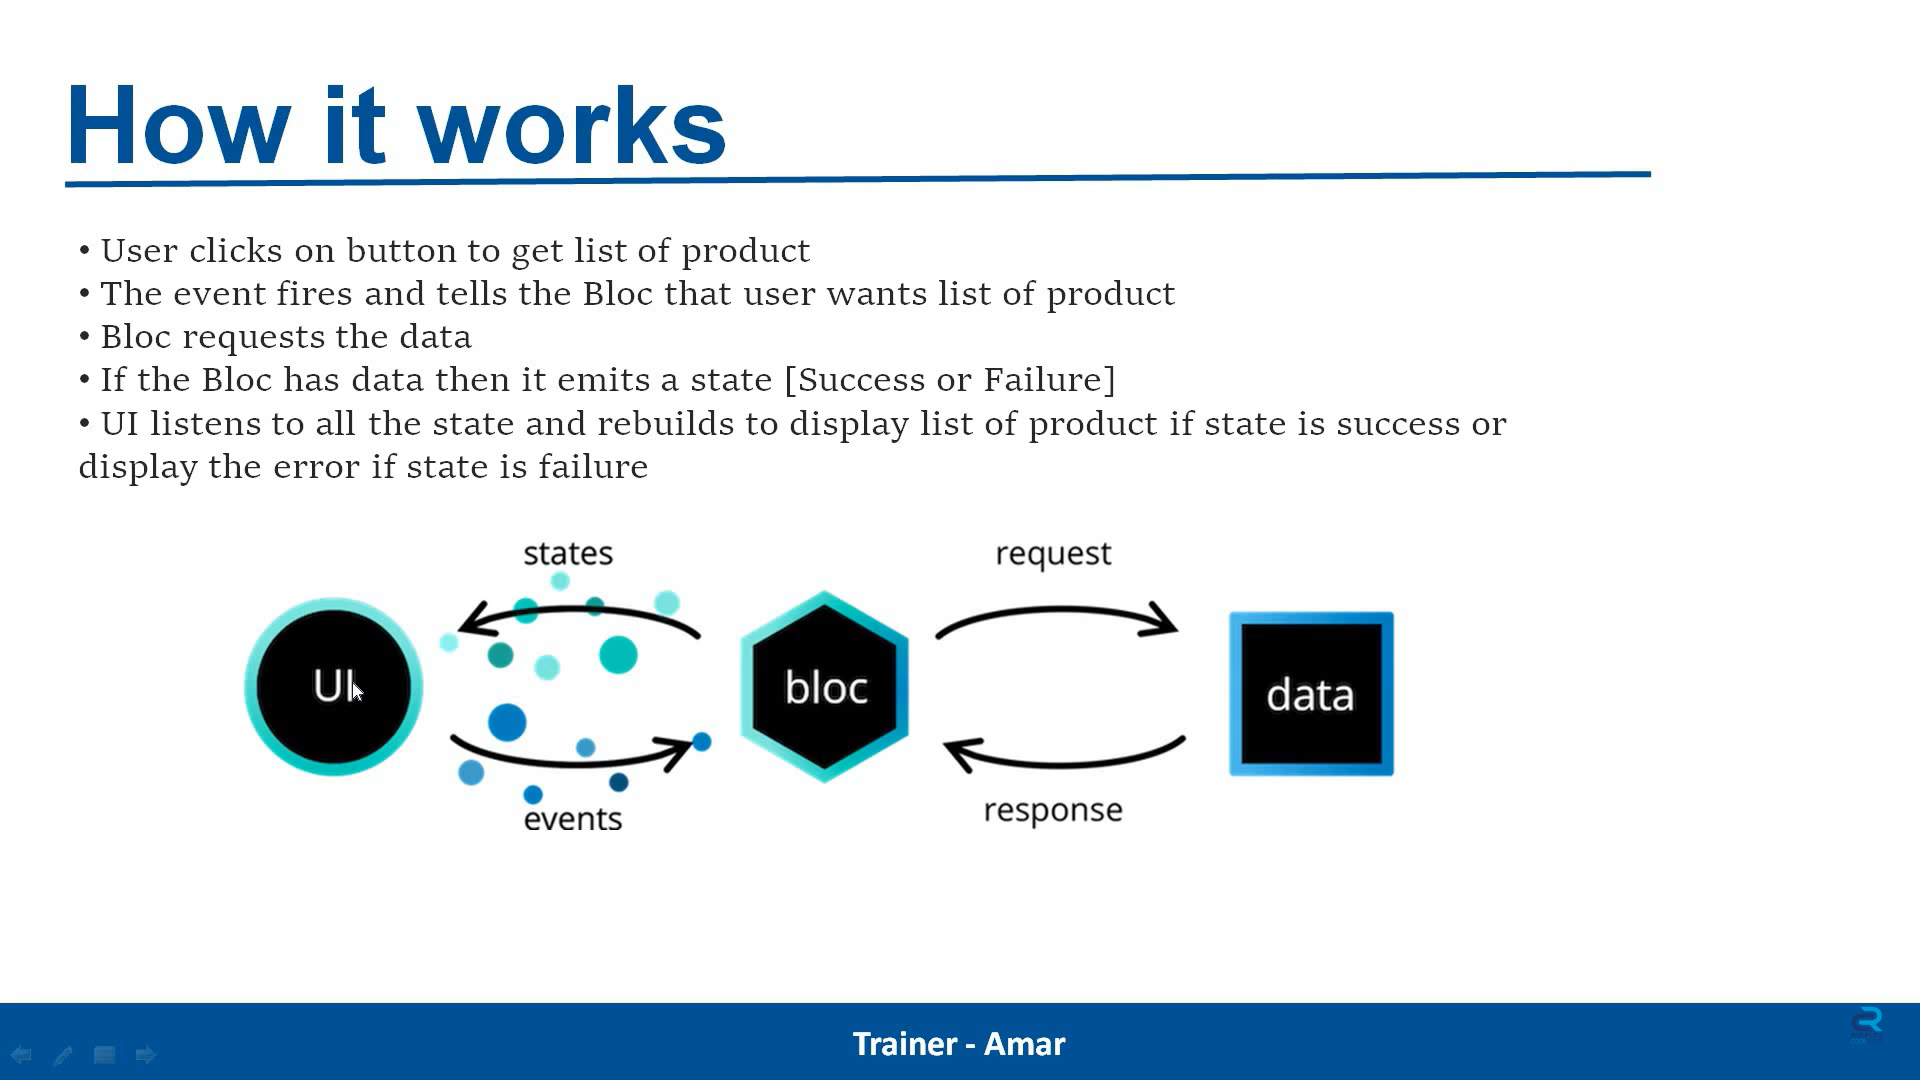 How it works
• User clicks on button to get list of product
• The event fires and tells the Bloc that user wants list of product
• Bloc requests the data
• If the Bloc has data then it emits a state [Success or Failure]
• UI listens to all the state and rebuilds to display list of product if state is success or
display the error if state is failure
states
request
UI
bloc
data
events
response
Trainer - Amar